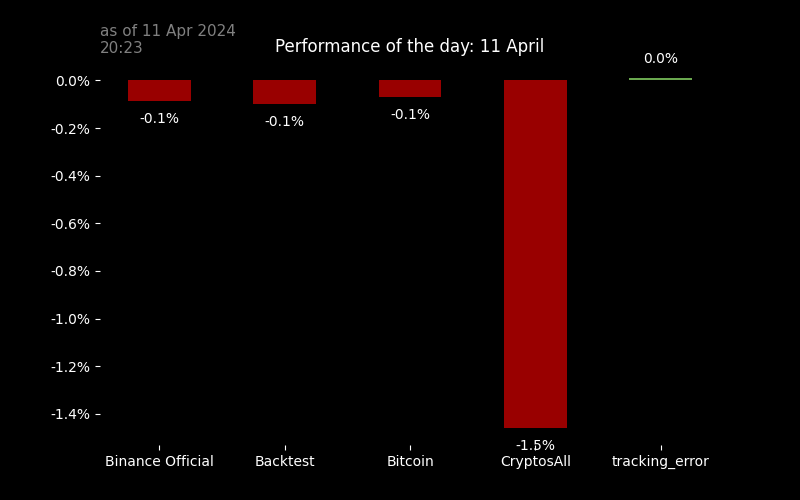 as of 11 Apr 2024
20:23
Performance of the day: 11 April
0.0%
0.0%
-0.2%
-0.4%
-0.6%
-0.8%
-1.0%
-1.2%
-1.4%
-0.1%
-0.1%
-0.1%
-1.5%
Binance Official
Backtest
Bitcoin
CryptosAll
tracking_error